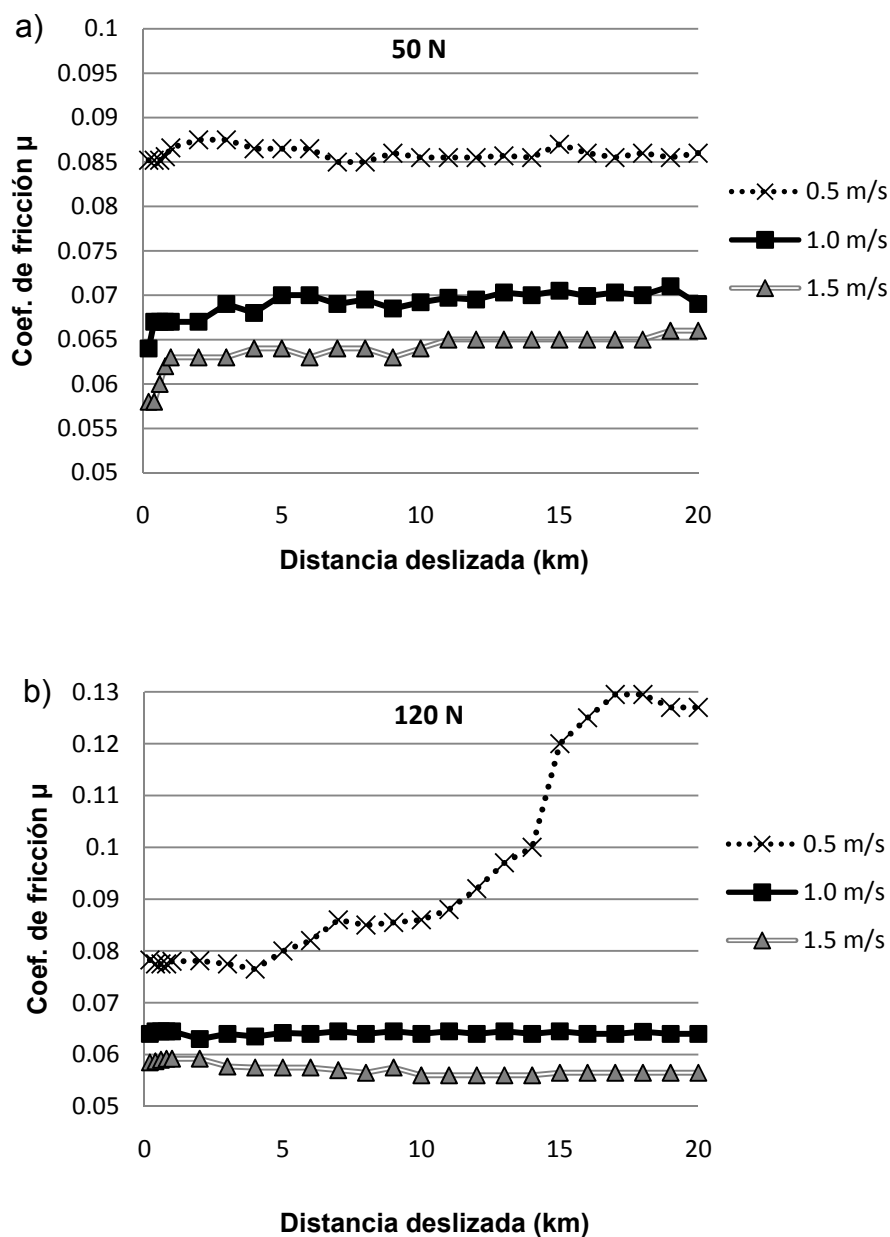 a)
50 N
0.1
0.095
0.09
0.085
0.08
0.075
0.07
0.065
0.06
0.055
0.05
Coef. de fricción µ
0 5 10 15 20
Distancia deslizada (km)
0.5 m/s
1.0 m/s
1.5 m/s
b)
120 N
0.13
0.12
0.11
0.1
0.09
0.08
0.07
0.06
0.05
Coef. de fricción µ
0 5 10 15 20
Distancia deslizada (km)
0.5 m/s
1.0 m/s
1.5 m/s